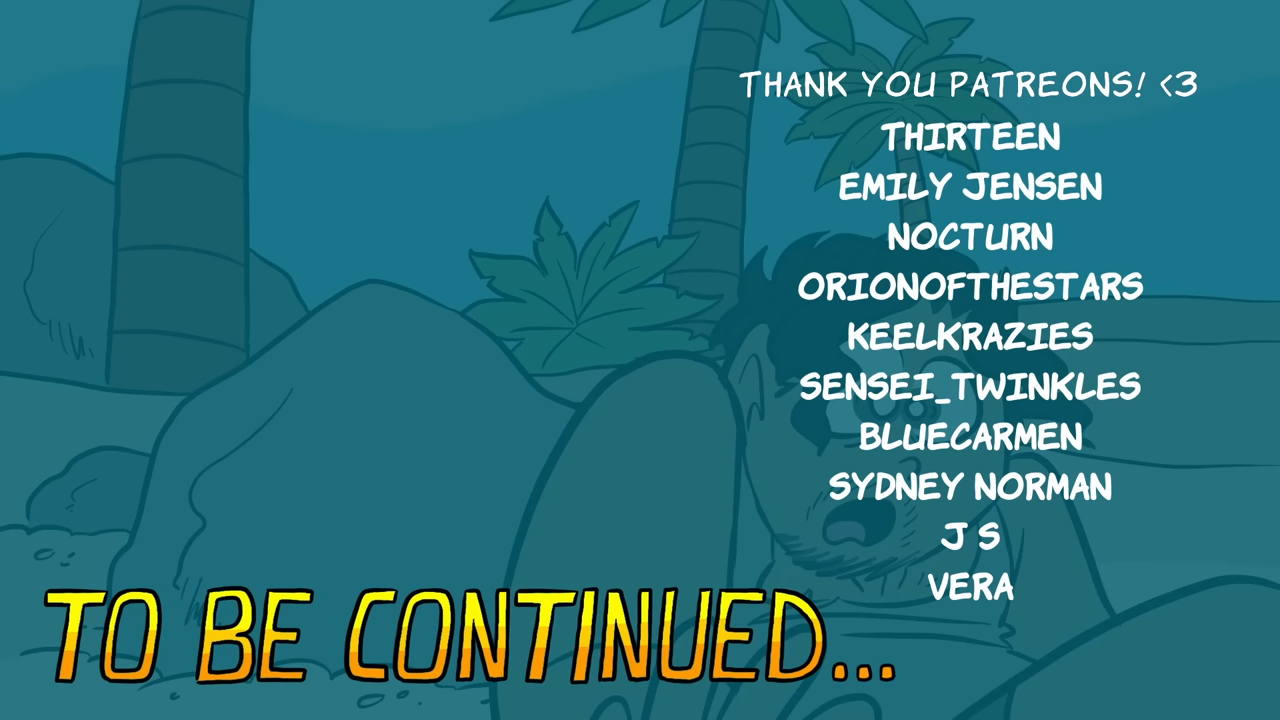 THANK YOU PATREONS! <3
THIRTEEN
EMILY JENSEN
NOCTURN
ORIONOFTHESTARS
KEELKRAZIES
SENSEI_TWINKLES
BLUECARMEN
SYDNEY NORMAN
J S
VERA
TO BE CONTINUED...